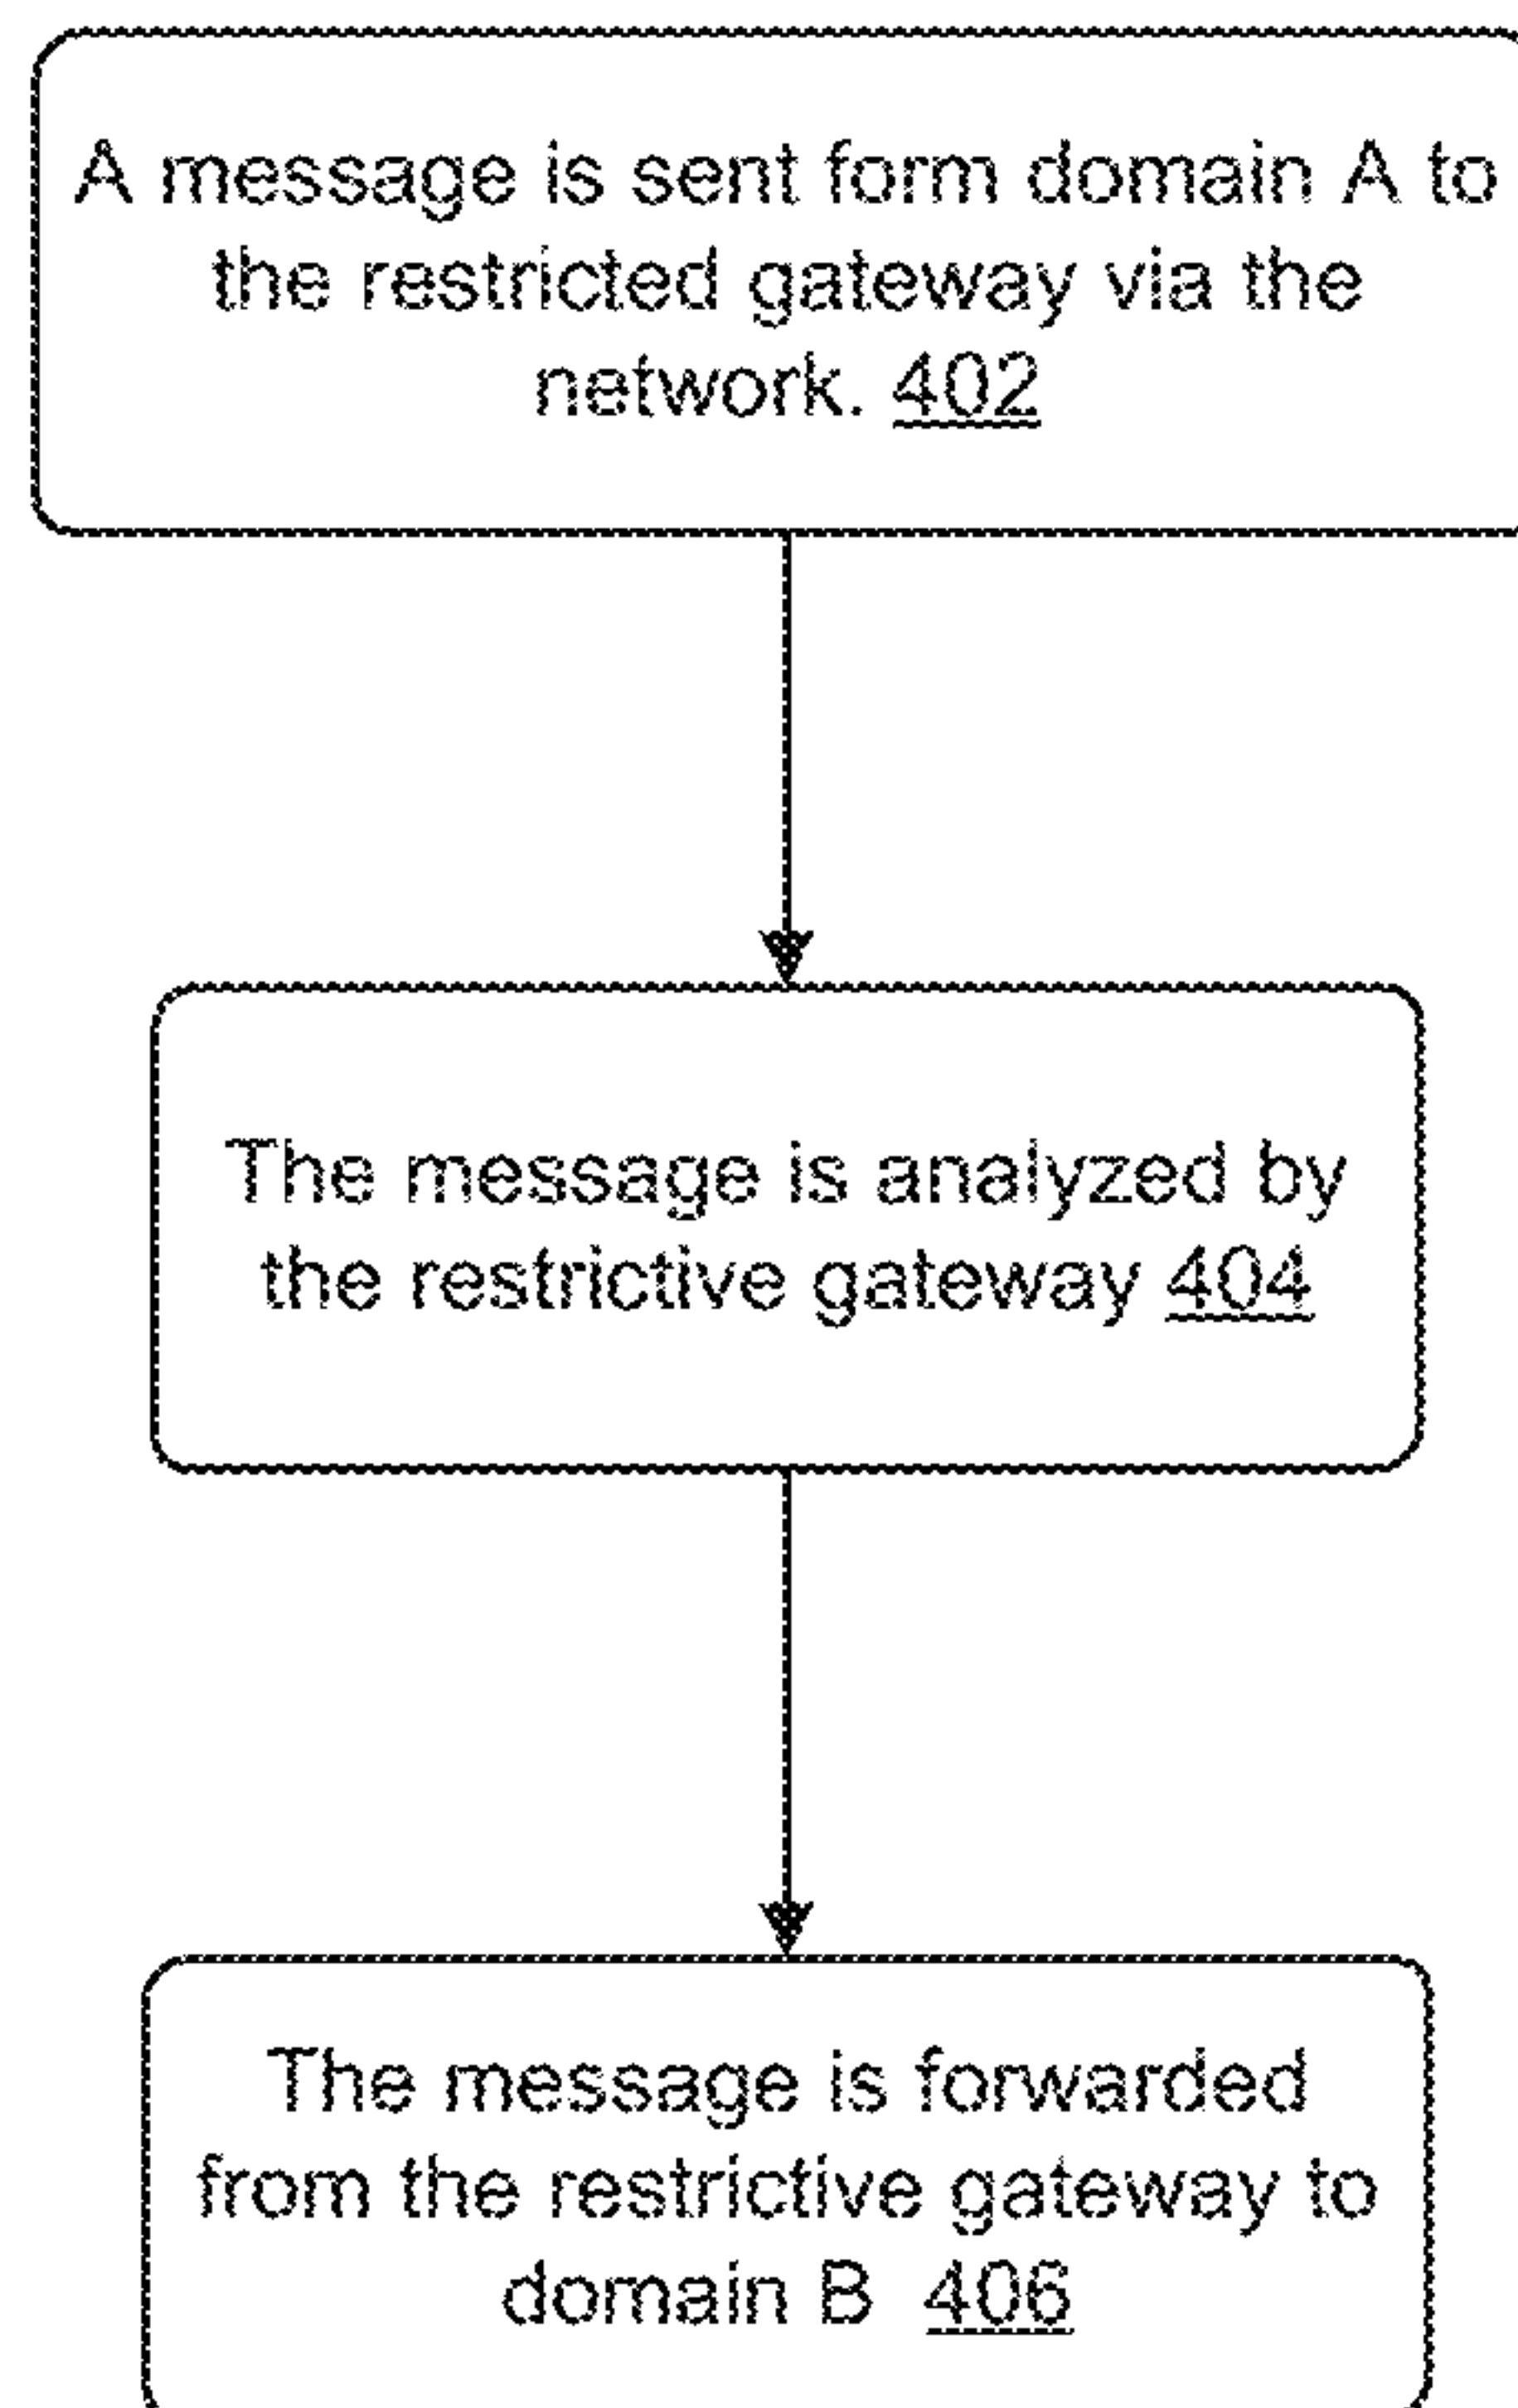 A message is sent form domain A to
the restricted gateway via the
network. 402
The message is analyzed by
the restrictive gateway 404
The message is forwarded
from the restrictive gateway to
domain B 406